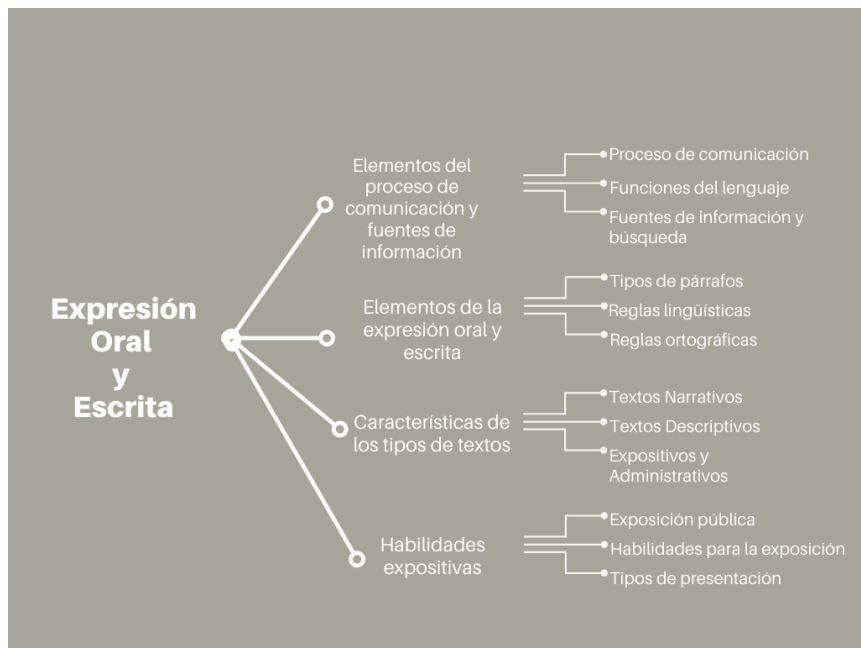 Expresión
Oral
y
Escrita
Elementos del
proceso de
comunicación y
fuentes de
información
Proceso de comunicación
Funciones del lenguaje
Fuentes de información y
búsqueda
Elementos de la
expresión oral y
escrita
Tipos de párrafos
Reglas lingüísticas
Reglas ortográficas
Características de
los tipos de textos
Textos Narrativos
Textos Descriptivos
Expositivos y
Administrativos
Habilidades
expositivas
Exposición pública
Habilidades para la exposición
Tipos de presentación